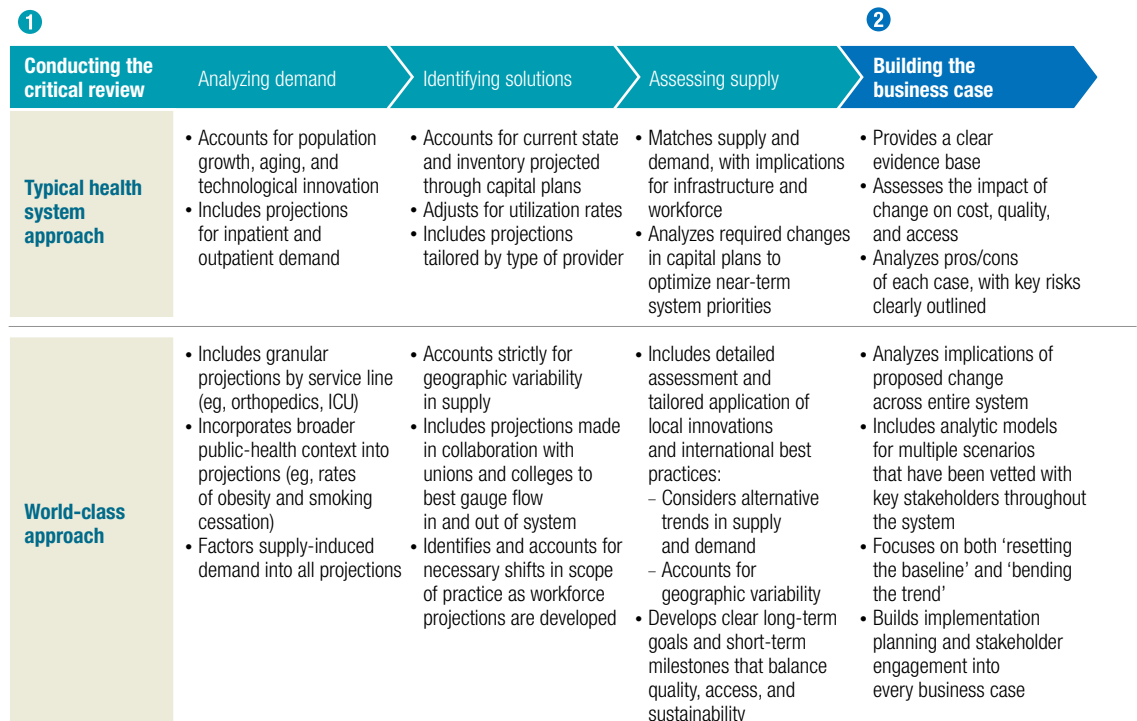 1
2
Conducting the
critical review
Analyzing demand
Identifying solutions
Assessing supply
Building the
business case
Typical health
system
approach
• Accounts for population
growth, aging, and
technological innovation
• Includes projections
for inpatient and
outpatient demand
• Accounts for current state
and inventory projected
through capital plans
• Adjusts for utilization rates
• Includes projections
tailored by type of provider
• Matches supply and
demand, with implications
for infrastructure and
workforce
• Analyzes required changes
in capital plans to
optimize near-term
system priorities
• Provides a clear
evidence base
• Assesses the impact of
change on cost, quality,
and access
• Analyzes pros/cons
of each case, with key risks
clearly outlined
World-class
approach
• Includes granular
projections by service line
(eg, orthopedics, ICU)
• Incorporates broader
public-health context into
projections (eg, rates
of obesity and smoking
cessation)
• Factors supply-induced
demand into all projections
• Accounts strictly for
geographic variability
in supply
• Includes projections made
in collaboration with
unions and colleges to
best gauge flow
in and out of system
• Identifies and accounts for
necessary shifts in scope
of practice as workforce
projections are developed
• Includes detailed
assessment and
tailored application of
local innovations
and international best
practices:
– Considers alternative
trends in supply
and demand
– Accounts for
geographic variability
• Develops clear long-term
goals and short-term
milestones that balance
quality, access, and
sustainability
• Analyzes implications of
proposed change
across entire system
• Includes analytic models
for multiple scenarios
that have been vetted with
key stakeholders throughout
the system
• Focuses on both ‘resetting
the baseline’ and ‘bending
the trend’
• Builds implementation
planning and stakeholder
engagement into
every business case